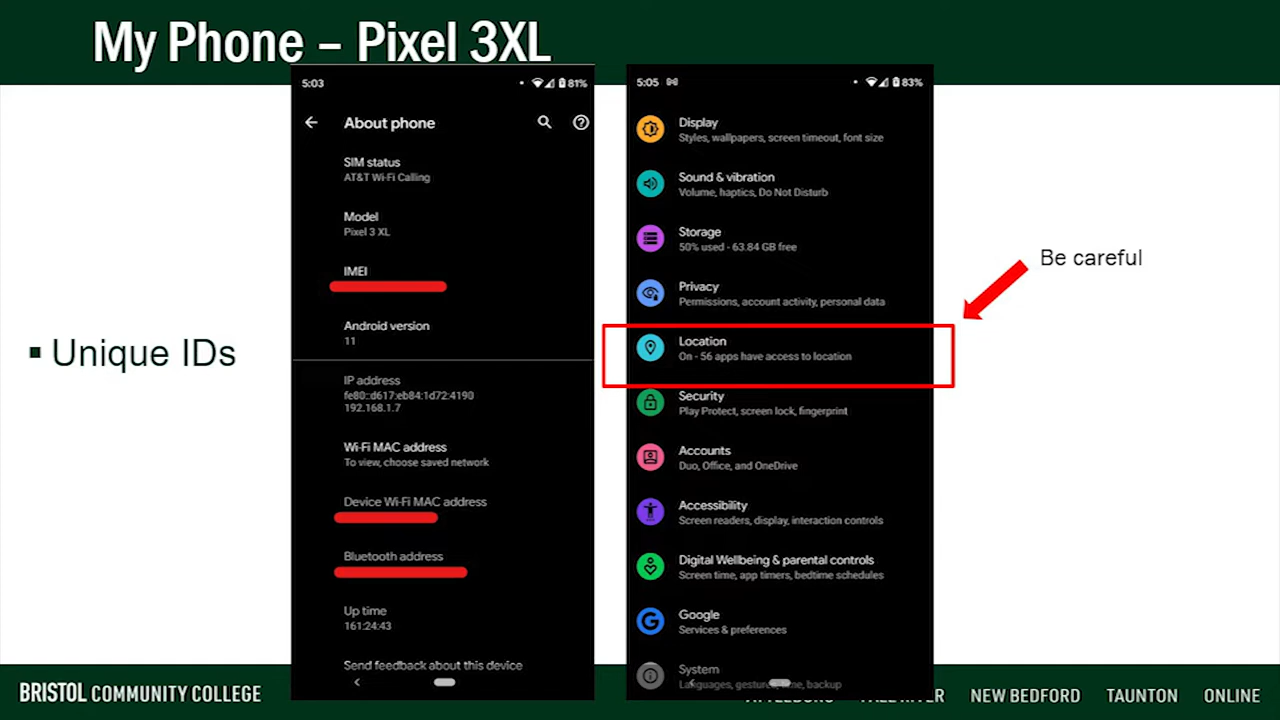 My Phone – Pixel 3XL
5:03
81%
About phone
SIM status
AT&T Wi-Fi Calling
Model
Pixel 3 XL
IMEI
Android version
11
IP address
fe80::d617:eb84:1d72:4190
192.168.1.7
Wi-Fi MAC address
To view, choose saved network
Device Wi-Fi MAC address
Bluetooth address
Up time
161:24:43
Send feedback about this device
5:05
83%
Display
Styles, wallpapers, screen timeout, font size
Sound & vibration
Volume, haptics, Do Not Disturb
Storage
50% used - 63.84 GB free
Privacy
Permissions, account activity, personal data
Location
On - 56 apps have access to location
Security
Play Protect, screen lock, fingerprint
Accounts
Duo, Office, and OneDrive
Accessibility
Screen readers, display, interaction controls
Digital Wellbeing & parental controls
Screen time, app timers, bedtime schedules
Google
Services & preferences
System
Languages, gestures, time, backup
Be careful
▪ Unique IDs
BRISTOL COMMUNITY COLLEGE
NEW BEDFORD TAUNTON ONLINE